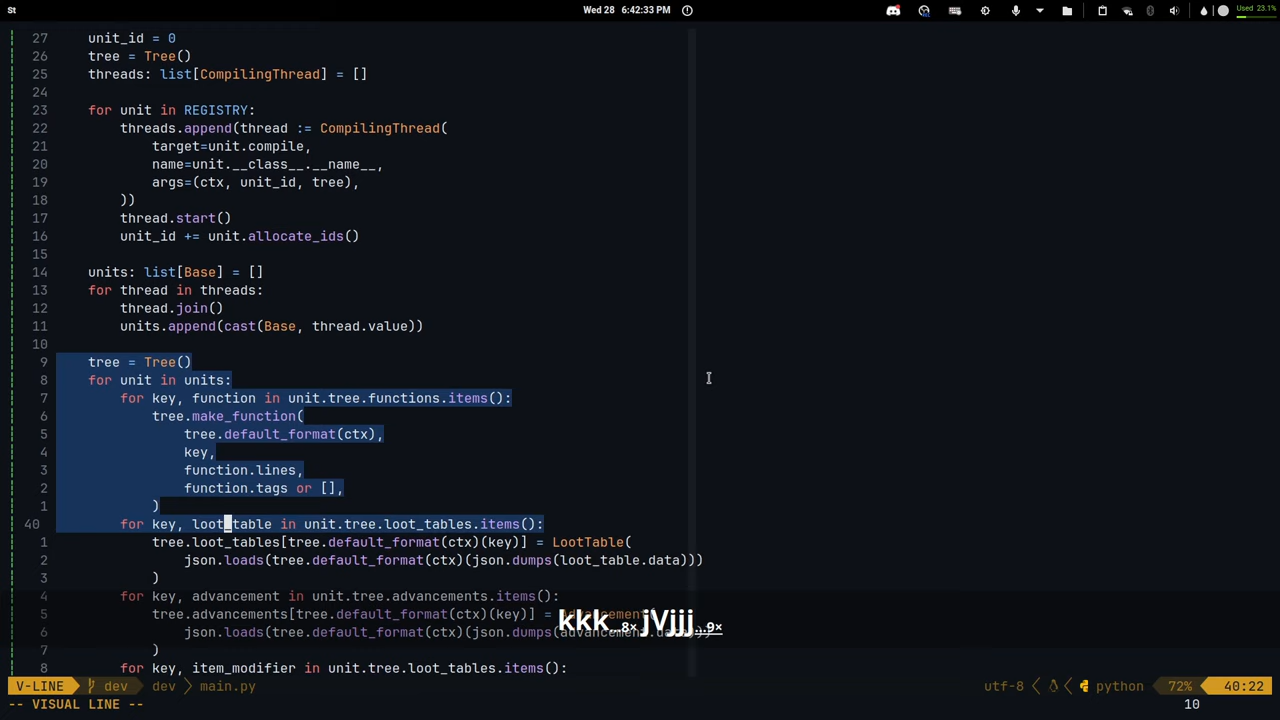 St
Wed 28 6:42:33 PM
Used 23.1%
27 unit_id = 0
26 tree = Tree()
25 threads: list[CompilingThread] = []
24
23 for unit in REGISTRY:
22 threads.append(thread := CompilingThread(
21 target=unit.compile,
20 name=unit.__class__.__name__,
19 args=(ctx, unit_id, tree),
18 ))
17 thread.start()
16 unit_id += unit.allocate_ids()
15
14 units: list[Base] = []
13 for thread in threads:
12 thread.join()
11 units.append(cast(Base, thread.value))
10
9 tree = Tree()
8 for unit in units:
7 for key, function in unit.tree.functions.items():
6 tree.make_function(
5 tree.default_format(ctx),
4 key,
3 function.lines,
2 function.tags or [],
1 )
40 for key, loot_table in unit.tree.loot_tables.items():
1 tree.loot_tables[tree.default_format(ctx)(key)] = LootTable(
2 json.loads(tree.default_format(ctx)(json.dumps(loot_table.data)))
3 )
4 for key, advancement in unit.tree.advancements.items():
5 tree.advancements[tree.default_format(ctx)(key)] =
6 json.loads(tree.default_format(ctx)(json.dumps(
7 )
8 for key, item_modifier in unit.tree.loot_tables.items():
kkk…8× jVjjj…9×
V-LINE dev dev main.py utf-8 python 72% 40:22
-- VISUAL LINE -- 10